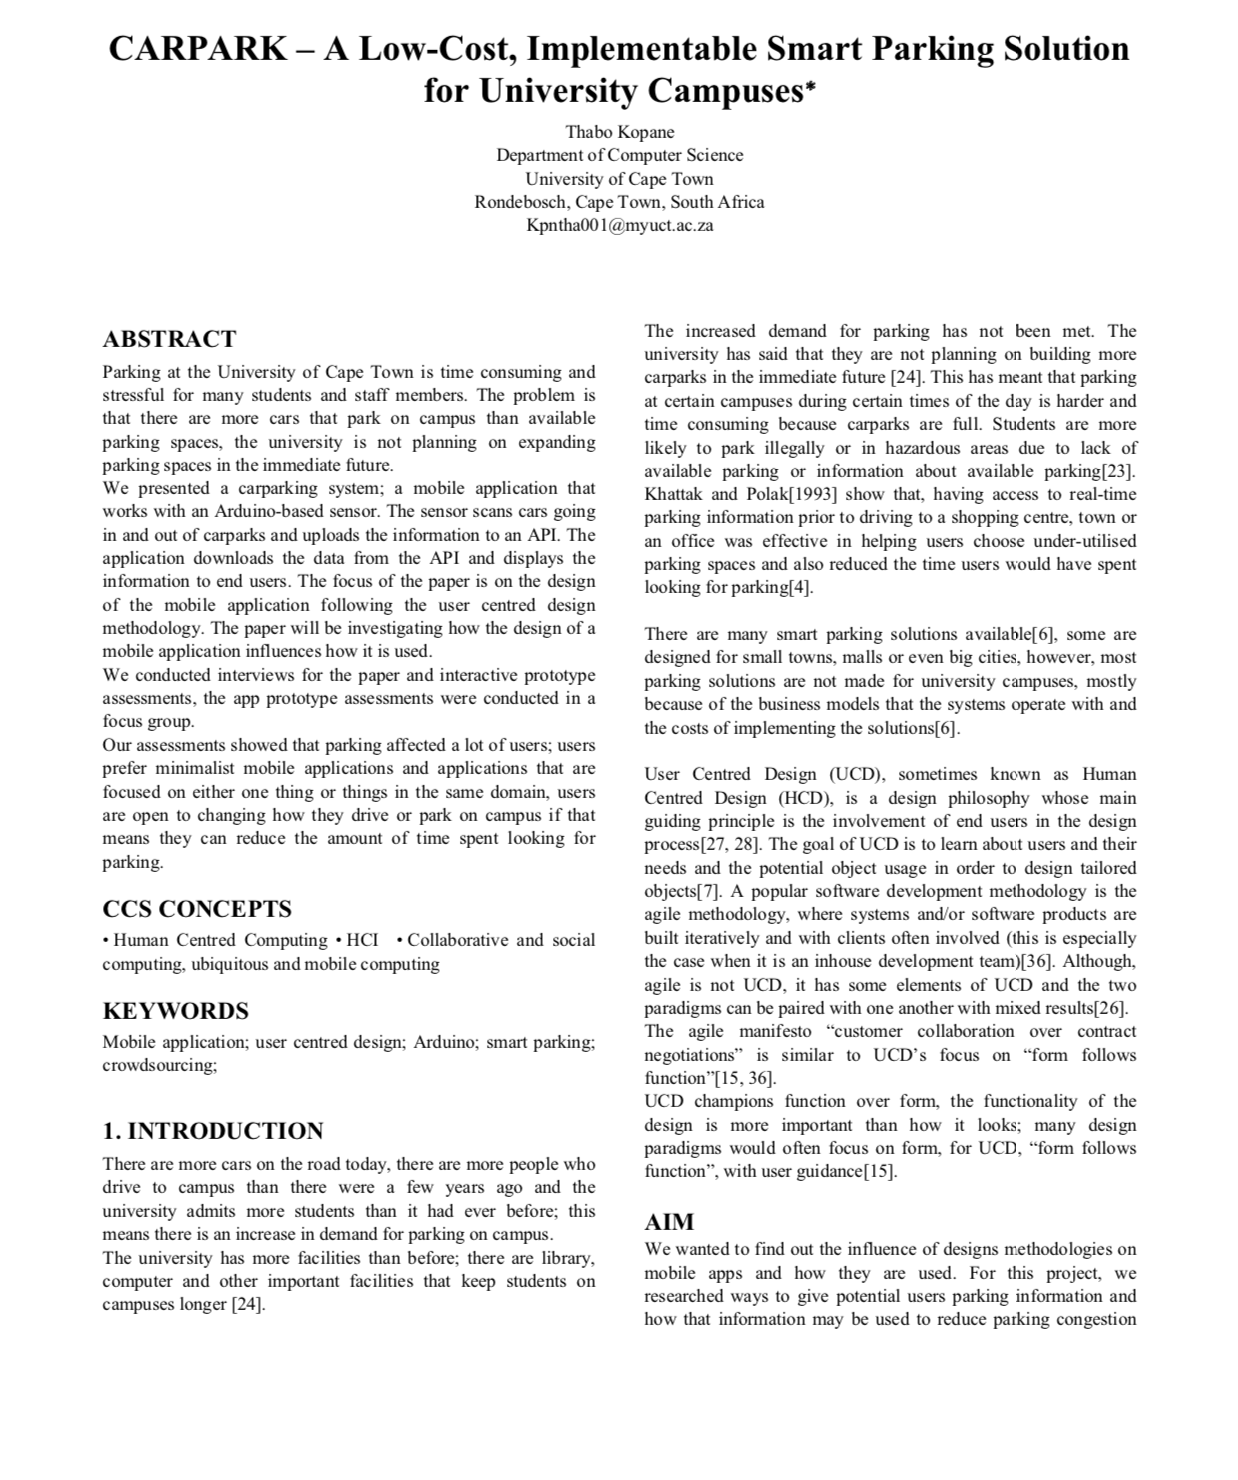 CARPARK – A Low-Cost, Implementable Smart Parking Solution
for University Campuses*
Thabo Kopane
Department of Computer Science
University of Cape Town
Rondebosch, Cape Town, South Africa
Kpntha001@myuct.ac.za
ABSTRACT
Parking at the University of Cape Town is time consuming and
stressful for many students and staff members. The problem is
that there are more cars that park on campus than available
parking spaces, the university is not planning on expanding
parking spaces in the immediate future.
We presented a carparking system; a mobile application that
works with an Arduino-based sensor. The sensor scans cars going
in and out of carparks and uploads the information to an API. The
application downloads the data from the API and displays the
information to end users. The focus of the paper is on the design
of the mobile application following the user centred design
methodology. The paper will be investigating how the design of a
mobile application influences how it is used.
We conducted interviews for the paper and interactive prototype
assessments, the app prototype assessments were conducted in a
focus group.
Our assessments showed that parking affected a lot of users; users
prefer minimalist mobile applications and applications that are
focused on either one thing or things in the same domain, users
are open to changing how they drive or park on campus if that
means they can reduce the amount of time spent looking for
parking.
CCS CONCEPTS
• Human Centred Computing • HCI • Collaborative and social
computing, ubiquitous and mobile computing
KEYWORDS
Mobile application; user centred design; Arduino; smart parking;
crowdsourcing;
1. INTRODUCTION
There are more cars on the road today, there are more people who
drive to campus than there were a few years ago and the
university admits more students than it had ever before; this
means there is an increase in demand for parking on campus.
The university has more facilities than before; there are library,
computer and other important facilities that keep students on
campuses longer [24].
The increased demand for parking has not been met. The
university has said that they are not planning on building more
carparks in the immediate future [24]. This has meant that parking
at certain campuses during certain times of the day is harder and
time consuming because carparks are full. Students are more
likely to park illegally or in hazardous areas due to lack of
available parking or information about available parking[23].
Khattak and Polak[1993] show that, having access to real-time
parking information prior to driving to a shopping centre, town or
an office was effective in helping users choose under-utilised
parking spaces and also reduced the time users would have spent
looking for parking[4].
There are many smart parking solutions available[6], some are
designed for small towns, malls or even big cities, however, most
parking solutions are not made for university campuses, mostly
because of the business models that the systems operate with and
the costs of implementing the solutions[6].
User Centred Design (UCD), sometimes known as Human
Centred Design (HCD), is a design philosophy whose main
guiding principle is the involvement of end users in the design
process[27, 28]. The goal of UCD is to learn about users and their
needs and the potential object usage in order to design tailored
objects[7]. A popular software development methodology is the
agile methodology, where systems and/or software products are
built iteratively and with clients often involved (this is especially
the case when it is an inhouse development team)[36]. Although,
agile is not UCD, it has some elements of UCD and the two
paradigms can be paired with one another with mixed results[26].
The agile manifesto “customer collaboration over contract
negotiations” is similar to UCD’s focus on “form follows
function”[15, 36].
UCD champions function over form, the functionality of the
design is more important than how it looks; many design
paradigms would often focus on form, for UCD, “form follows
function”, with user guidance[15].
AIM
We wanted to find out the influence of designs methodologies on
mobile apps and how they are used. For this project, we
researched ways to give potential users parking information and
how that information may be used to reduce parking congestion